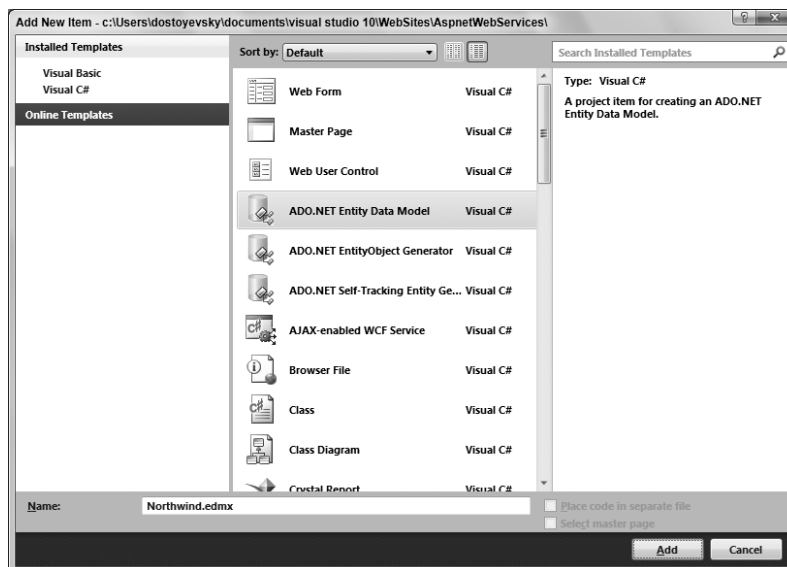 Add New Item - c:\Users\dostoyevsky\documents\visual studio 10\WebSites\AspnetWebServices\
Installed Templates
Visual Basic
Visual C#
Online Templates
Sort by: Default
Search Installed Templates
Web Form Visual C#
Master Page Visual C#
Web User Control Visual C#
ADO.NET Entity Data Model Visual C#
ADO.NET EntityObject Generator Visual C#
ADO.NET Self-Tracking Entity Ge... Visual C#
AJAX-enabled WCF Service Visual C#
Browser File Visual C#
Class Visual C#
Class Diagram Visual C#
Crystal Report Visual C#
Type: Visual C#
A project item for creating an ADO.NET
Entity Data Model.
Name: Northwind.edmx
Place code in separate file
Select master page
Add Cancel